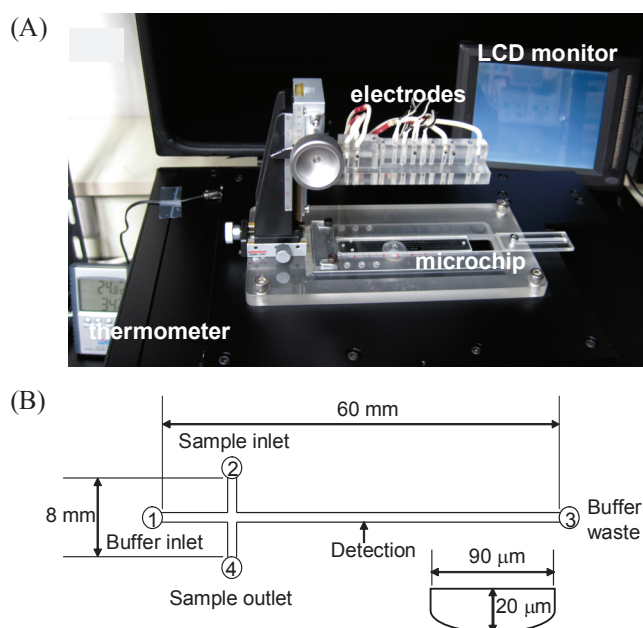 (A)
LCD monitor
electrodes
microchip
thermometer
(B)
60 mm
Sample inlet
2
8 mm
1
3
Buffer
waste
Buffer inlet
Detection
90 μm
4
20 μm
Sample outlet